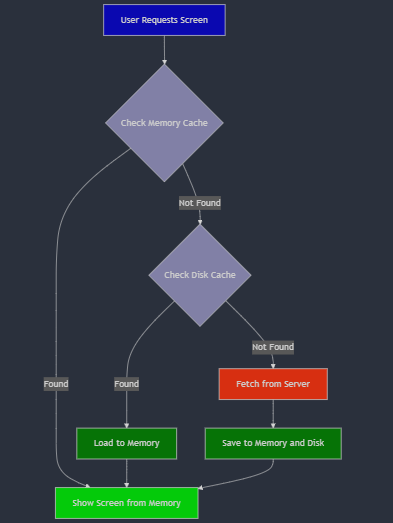 User Requests Screen
Check Memory Cache
Not Found
Check Disk Cache
Not Found
Found
Found
Fetch from Server
Load to Memory
Save to Memory and Disk
Show Screen from Memory